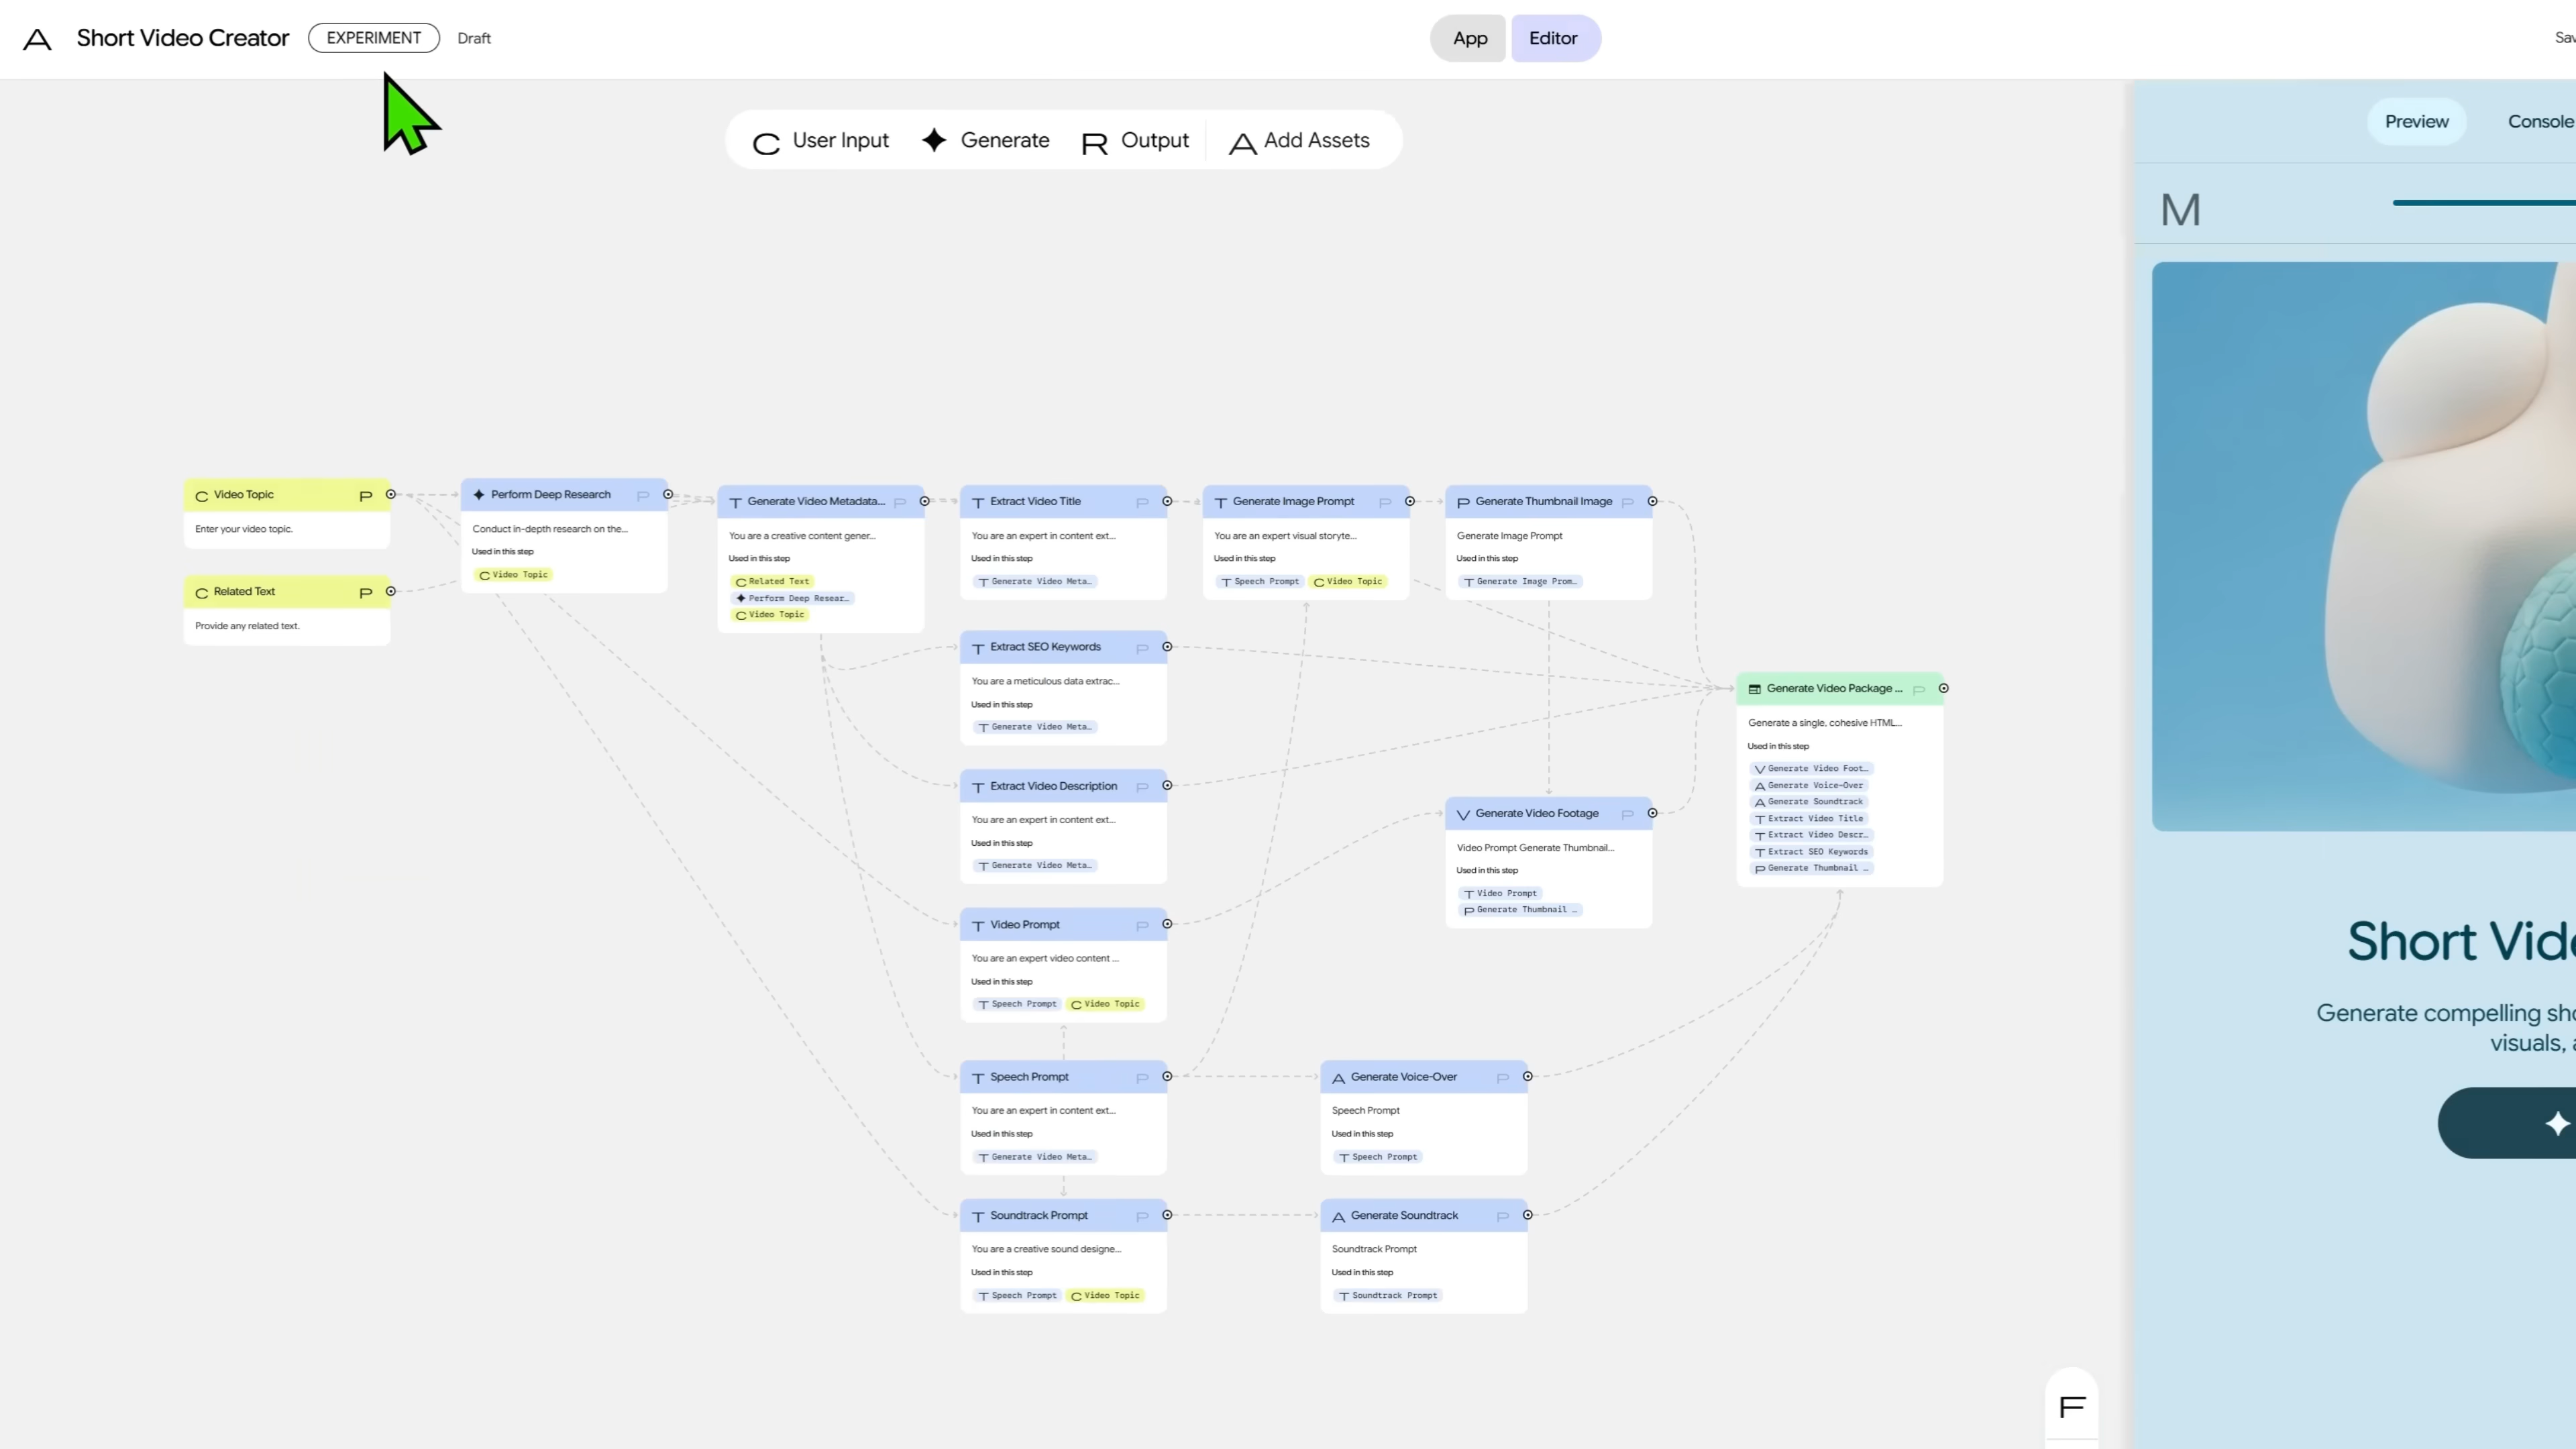 A Short Video Creator EXPERIMENT Draft
App Editor
Sav
C User Input Generate R Output A Add Assets
Preview Console
M
C Video Topic P
Enter your video topic.
C Related Text P
Provide any related text.
Perform Deep Research P
Conduct in-depth research on the...
Used in this step
C Video Topic
T Generate Video Metadata... P
You are a creative content gener...
Used in this step
C Related Text
Perform Deep Resear...
C Video Topic
T Extract Video Title P
You are an expert in content ext...
Used in this step
T Generate Video Meta...
T Generate Image Prompt P
You are an expert visual storyte...
Used in this step
T Speech Prompt C Video Topic
P Generate Thumbnail Image P
Generate Image Prompt
Used in this step
T Generate Image Prom...
T Extract SEO Keywords P
You are a meticulous data extrac...
Used in this step
T Generate Video Meta...
T Extract Video Description P
You are an expert in content ext...
Used in this step
T Generate Video Meta...
T Video Prompt P
You are an expert video content ...
Used in this step
T Speech Prompt C Video Topic
V Generate Video Footage P
Video Prompt Generate Thumbnail...
Used in this step
T Video Prompt
P Generate Thumbnail ...
Generate Video Package ... P
Generate a single, cohesive HTML...
Used in this step
V Generate Video Foot...
A Generate Voice-Over
A Generate Soundtrack
T Extract Video Title
T Extract Video Descr...
T Extract SEO Keywords
P Generate Thumbnail ...
T Speech Prompt P
You are an expert in content ext...
Used in this step
T Generate Video Meta...
A Generate Voice-Over P
Speech Prompt
Used in this step
T Speech Prompt
T Soundtrack Prompt P
You are a creative sound designe...
Used in this step
T Speech Prompt C Video Topic
A Generate Soundtrack P
Soundtrack Prompt
Used in this step
T Soundtrack Prompt
Short Vide
Generate compelling sho
visuals, a
F